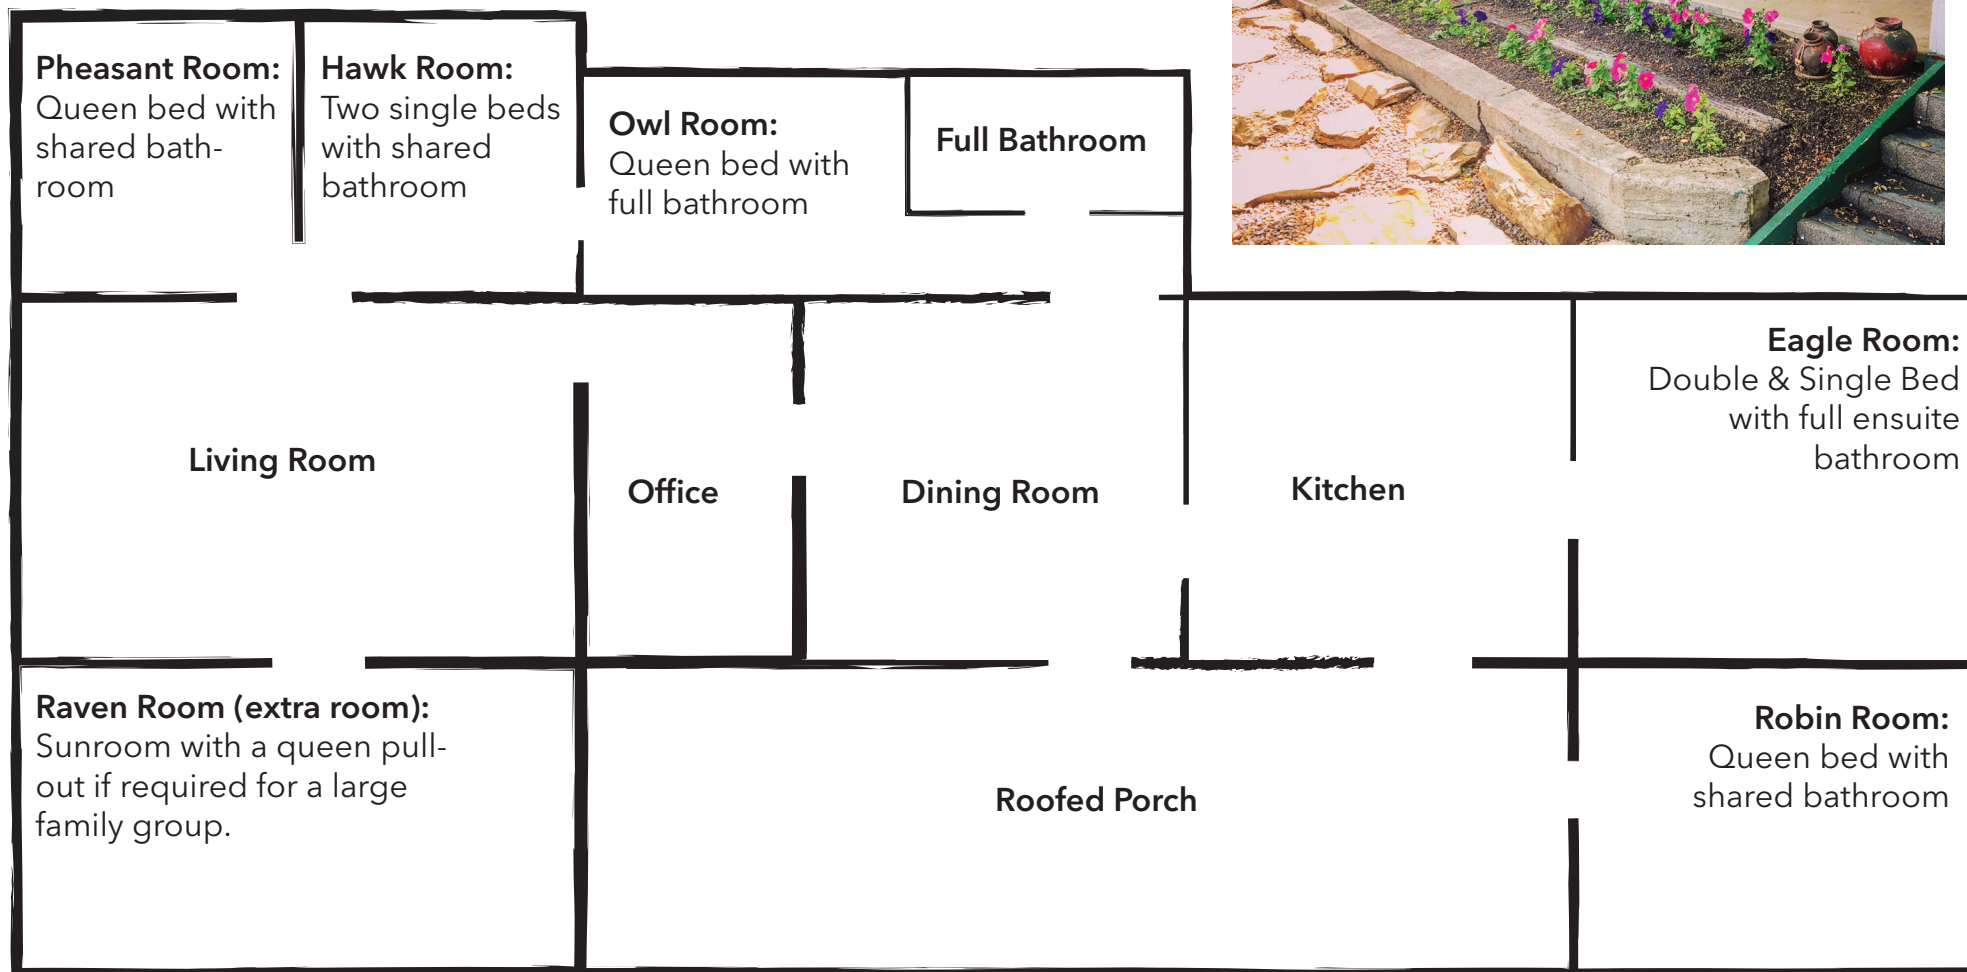 Pheasant Room:
Queen bed with
shared bath-
room
Hawk Room:
Two single beds
with shared
bathroom
Owl Room:
Queen bed with
full bathroom
Full Bathroom
Eagle Room:
Double & Single Bed
with full ensuite
bathroom
Living Room
Office
Dining Room
Kitchen
Raven Room (extra room):
Sunroom with a queen pull-
out if required for a large
family group.
Roofed Porch
Robin Room:
Queen bed with
shared bathroom